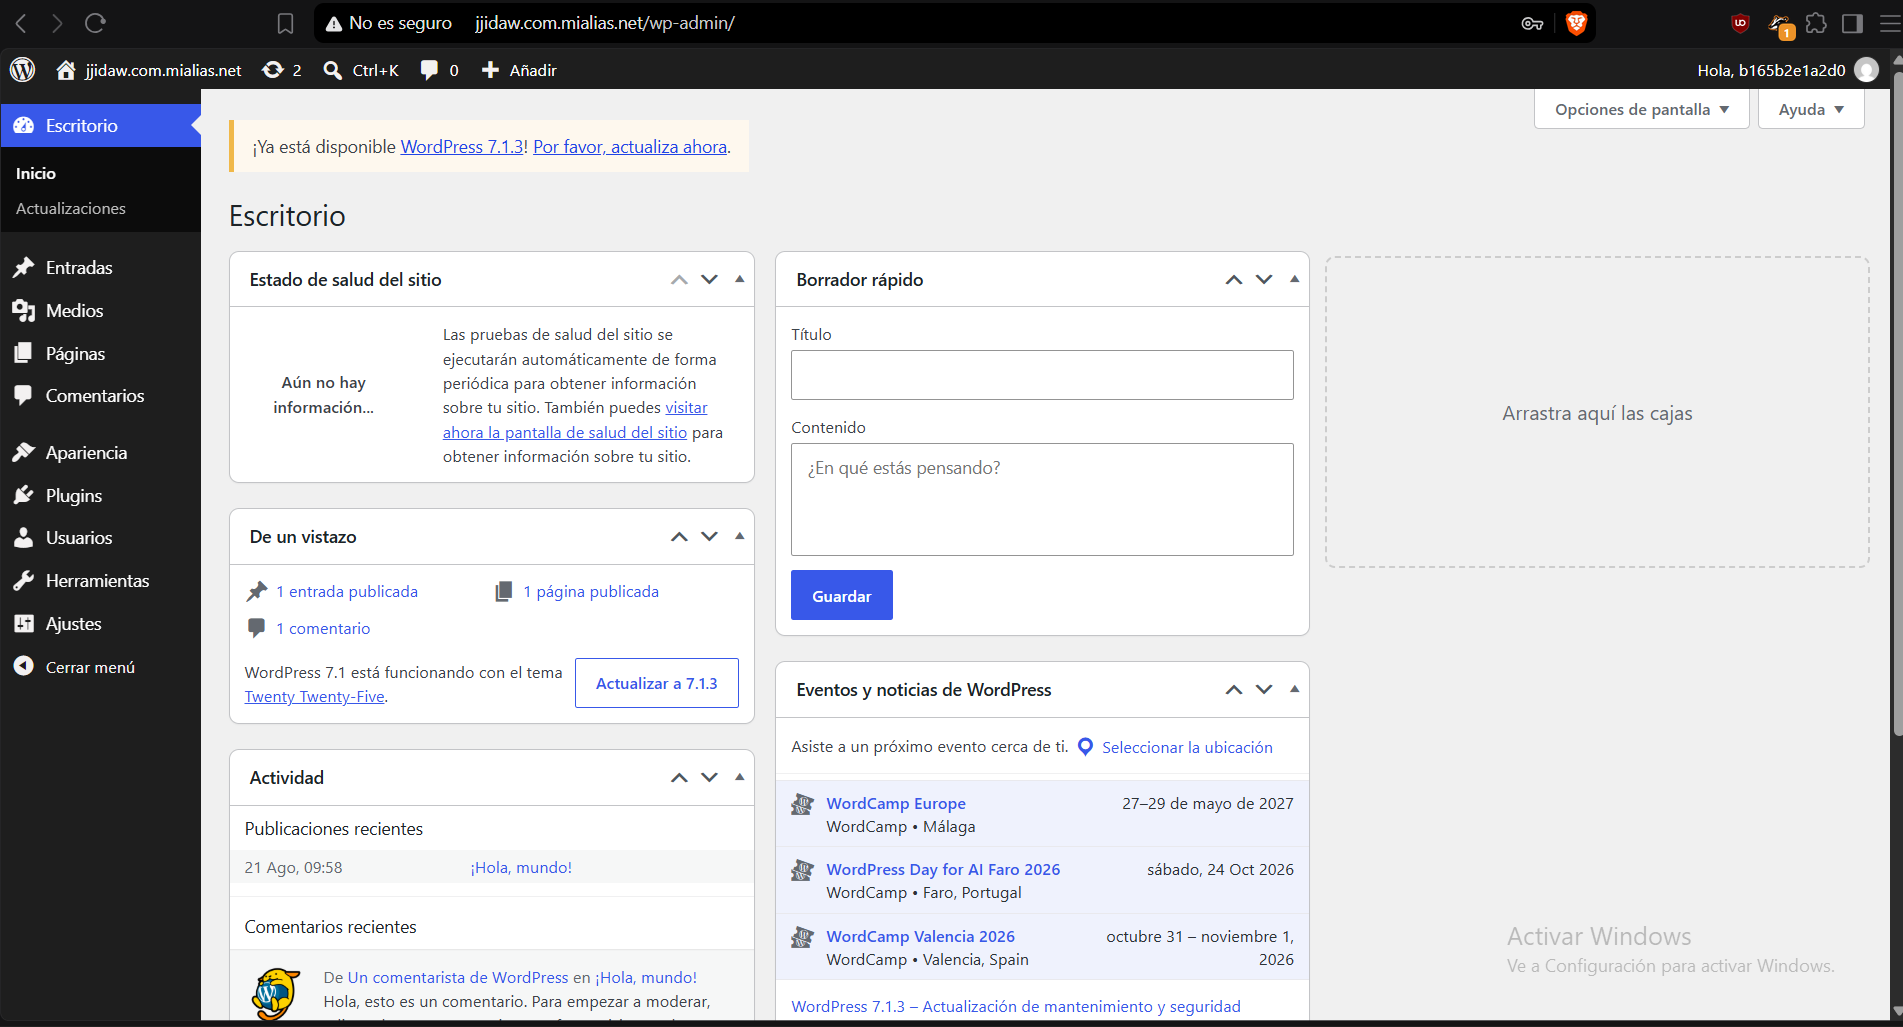 No es seguro jjidaw.com.mialias.net/wp-admin/
1
jjidaw.com.mialias.net 2 Ctrl+K 0 Añadir
Hola, b165b2e1a2d0
Opciones de pantalla
Ayuda
Escritorio
Inicio
Actualizaciones
Entradas
Medios
Páginas
Comentarios
Apariencia
Plugins
Usuarios
Herramientas
Ajustes
Cerrar menú
¡Ya está disponible WordPress 7.1.3! Por favor, actualiza ahora.
Escritorio
Estado de salud del sitio
Aún no hay
información...
Las pruebas de salud del sitio se
ejecutarán automáticamente de forma
periódica para obtener información
sobre tu sitio. También puedes visitar
ahora la pantalla de salud del sitio para
obtener información sobre tu sitio.
De un vistazo
1 entrada publicada
1 página publicada
1 comentario
WordPress 7.1 está funcionando con el tema
Twenty Twenty-Five.
Actualizar a 7.1.3
Actividad
Publicaciones recientes
21 Ago, 09:58 ¡Hola, mundo!
Comentarios recientes
De Un comentarista de WordPress en ¡Hola, mundo!
Hola, esto es un comentario. Para empezar a moderar,
Borrador rápido
Título
Contenido
¿En qué estás pensando?
Guardar
Eventos y noticias de WordPress
Asiste a un próximo evento cerca de ti. Seleccionar la ubicación
WordCamp Europe 27–29 de mayo de 2027
WordCamp • Málaga
WordPress Day for AI Faro 2026 sábado, 24 Oct 2026
WordCamp • Faro, Portugal
WordCamp Valencia 2026 octubre 31 – noviembre 1,
WordCamp • Valencia, Spain 2026
WordPress 7.1.3 – Actualización de mantenimiento y seguridad
Arrastra aquí las cajas
Activar Windows
Ve a Configuración para activar Windows.